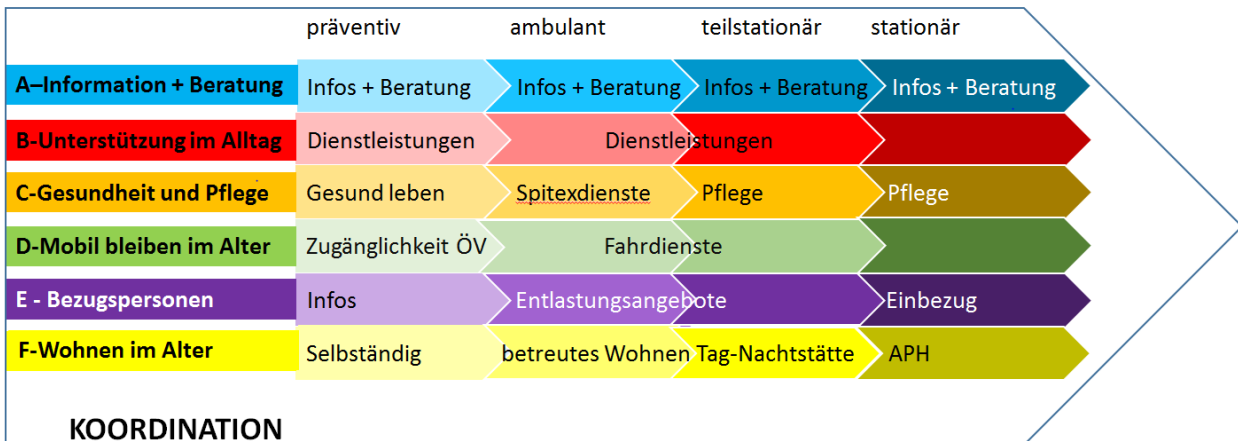 präventiv ambulant teilstationär stationär
A–Information + Beratung Infos + Beratung Infos + Beratung Infos + Beratung Infos + Beratung
B-Unterstützung im Alltag Dienstleistungen Dienstleistungen
C-Gesundheit und Pflege Gesund leben Spitexdienste Pflege Pflege
D-Mobil bleiben im Alter Zugänglichkeit ÖV Fahrdienste
E - Bezugspersonen Infos Entlastungsangebote Einbezug
F-Wohnen im Alter Selbständig betreutes Wohnen Tag-Nachtstätte APH
KOORDINATION